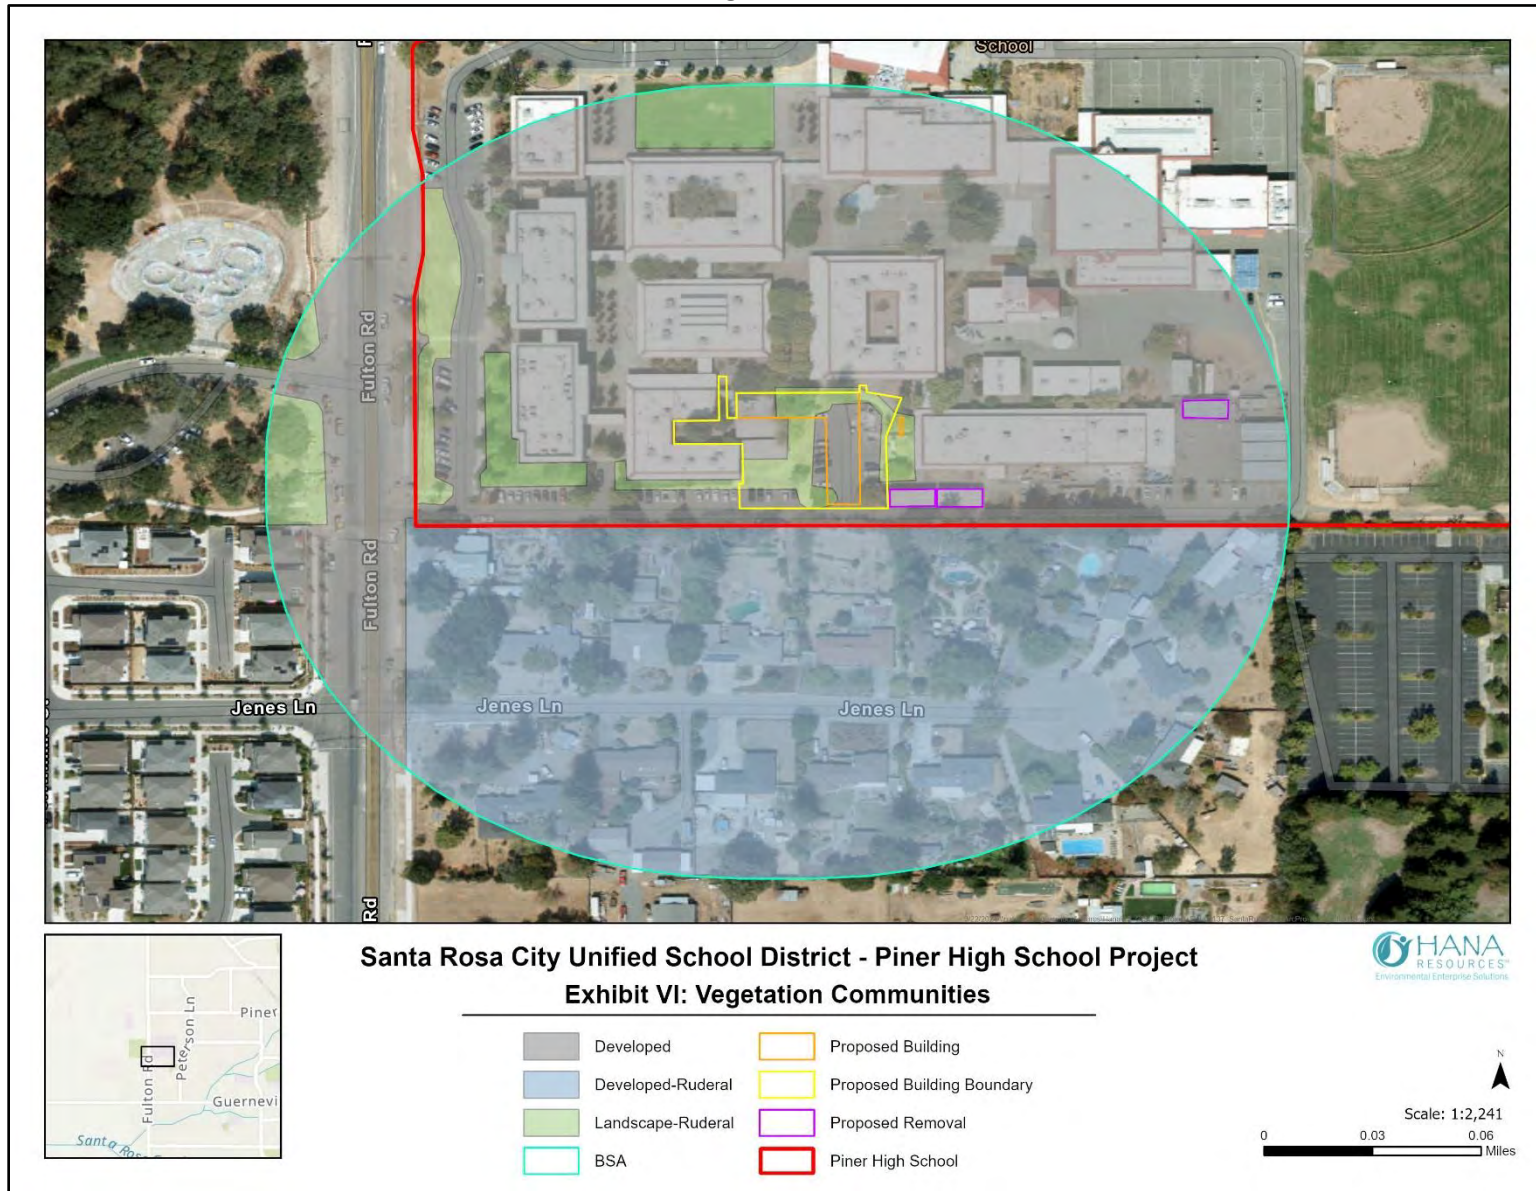 School
Fulton Rd
Fulton Rd
Jenes Ln
Jenes Ln
Jenes Ln
Rd
Santa Rosa City Unified School District - Piner High School Project
Exhibit VI: Vegetation Communities
HANA
RESOURCES
Environmental Enterprise Solutions
Developed
Developed-Ruderal
Landscape-Ruderal
BSA
Proposed Building
Proposed Building Boundary
Proposed Removal
Piner High School
Piner
Peterson Ln
Fulton Rd
Guernevi
Santa Rosa
N
Scale: 1:2,241
0 0.03 0.06
Miles